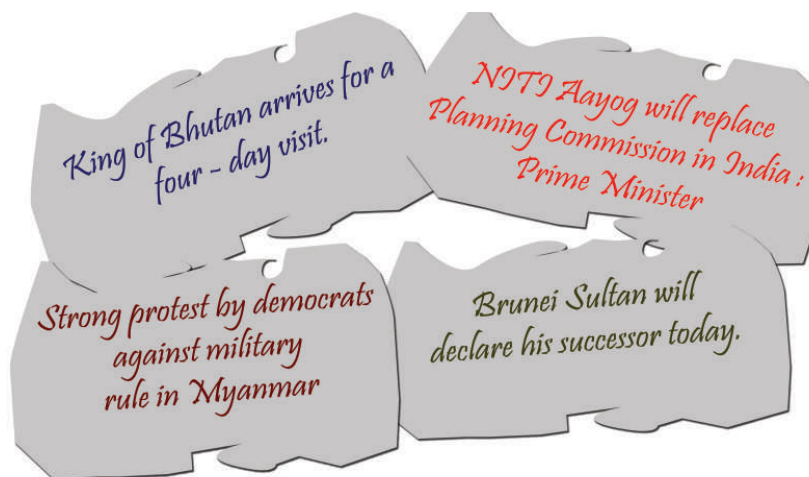 King of Bhutan arrives for a
four - day visit.
NITI Aayog will replace
Planning Commission in India :
Prime Minister
Strong protest by democrats
against military
rule in Myanmar
Brunei Sultan will
declare his successor today.